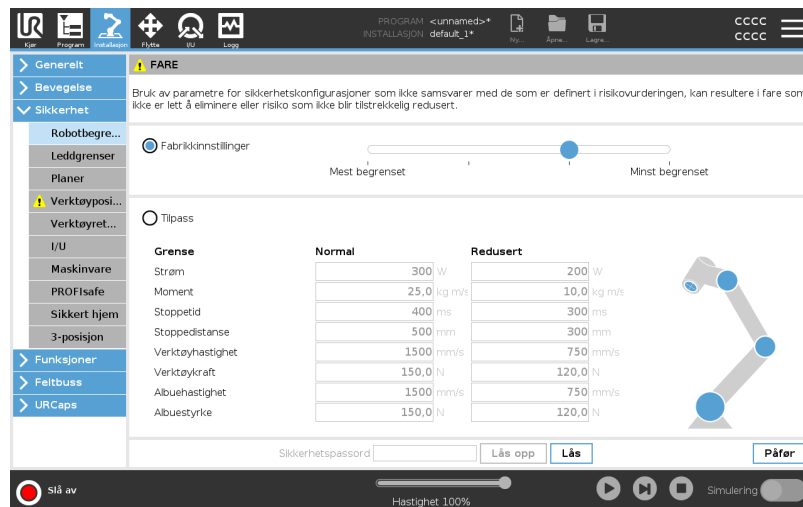 PROGRAM <unnamed>*
INSTALLASJON default_1*
CCCC
CCCC
Kjør Program Installasjon Flytte I/U Logg Ny... Åpne... Lagre...
Generelt
Bevegelse
Sikkerhet
Robotbegre...
Leddgrenser
Planer
Verktøyposi...
Verktøyret...
I/U
Maskinvare
PROFIsafe
Sikkert hjem
3-posisjon
Funksjoner
Feltbuss
URCaps
FARE
Bruk av parametre for sikkerhetskonfigurasjoner som ikke samsvarer med de som er definert i risikovurderingen, kan resultere i fare som
ikke er lett å eliminere eller risiko som ikke blir tilstrekkelig redusert.
Fabrikkinnstillinger
Mest begrenset Minst begrenset
Tilpass
Grense Normal Redusert
Strøm 300 W 200 W
Moment 25,0 kg m/s 10,0 kg m/s
Stoppetid 400 ms 300 ms
Stoppedistanse 500 mm 300 mm
Verktøyhastighet 1500 mm/s 750 mm/s
Verktøykraft 150,0 N 120,0 N
Albuehastighet 1500 mm/s 750 mm/s
Albuestyrke 150,0 N 120,0 N
Sikkerhetspassord Lås opp Lås Påfør
Slå av
Hastighet 100%
Simulering